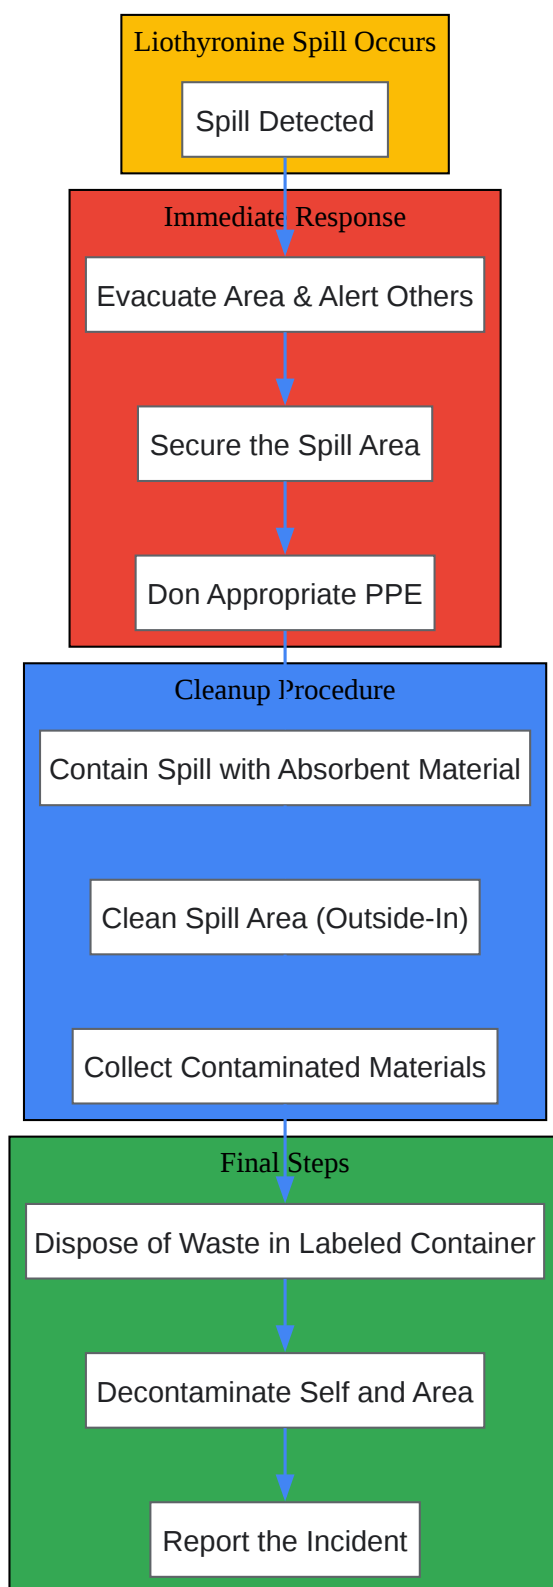 Liothyronine Spill Occurs
Spill Detected
Immediate Response
Evacuate Area & Alert Others
Secure the Spill Area
Don Appropriate PPE
Cleanup Procedure
Contain Spill with Absorbent Material
Clean Spill Area (Outside-In)
Collect Contaminated Materials
Final Steps
Dispose of Waste in Labeled Container
Decontaminate Self and Area
Report the Incident